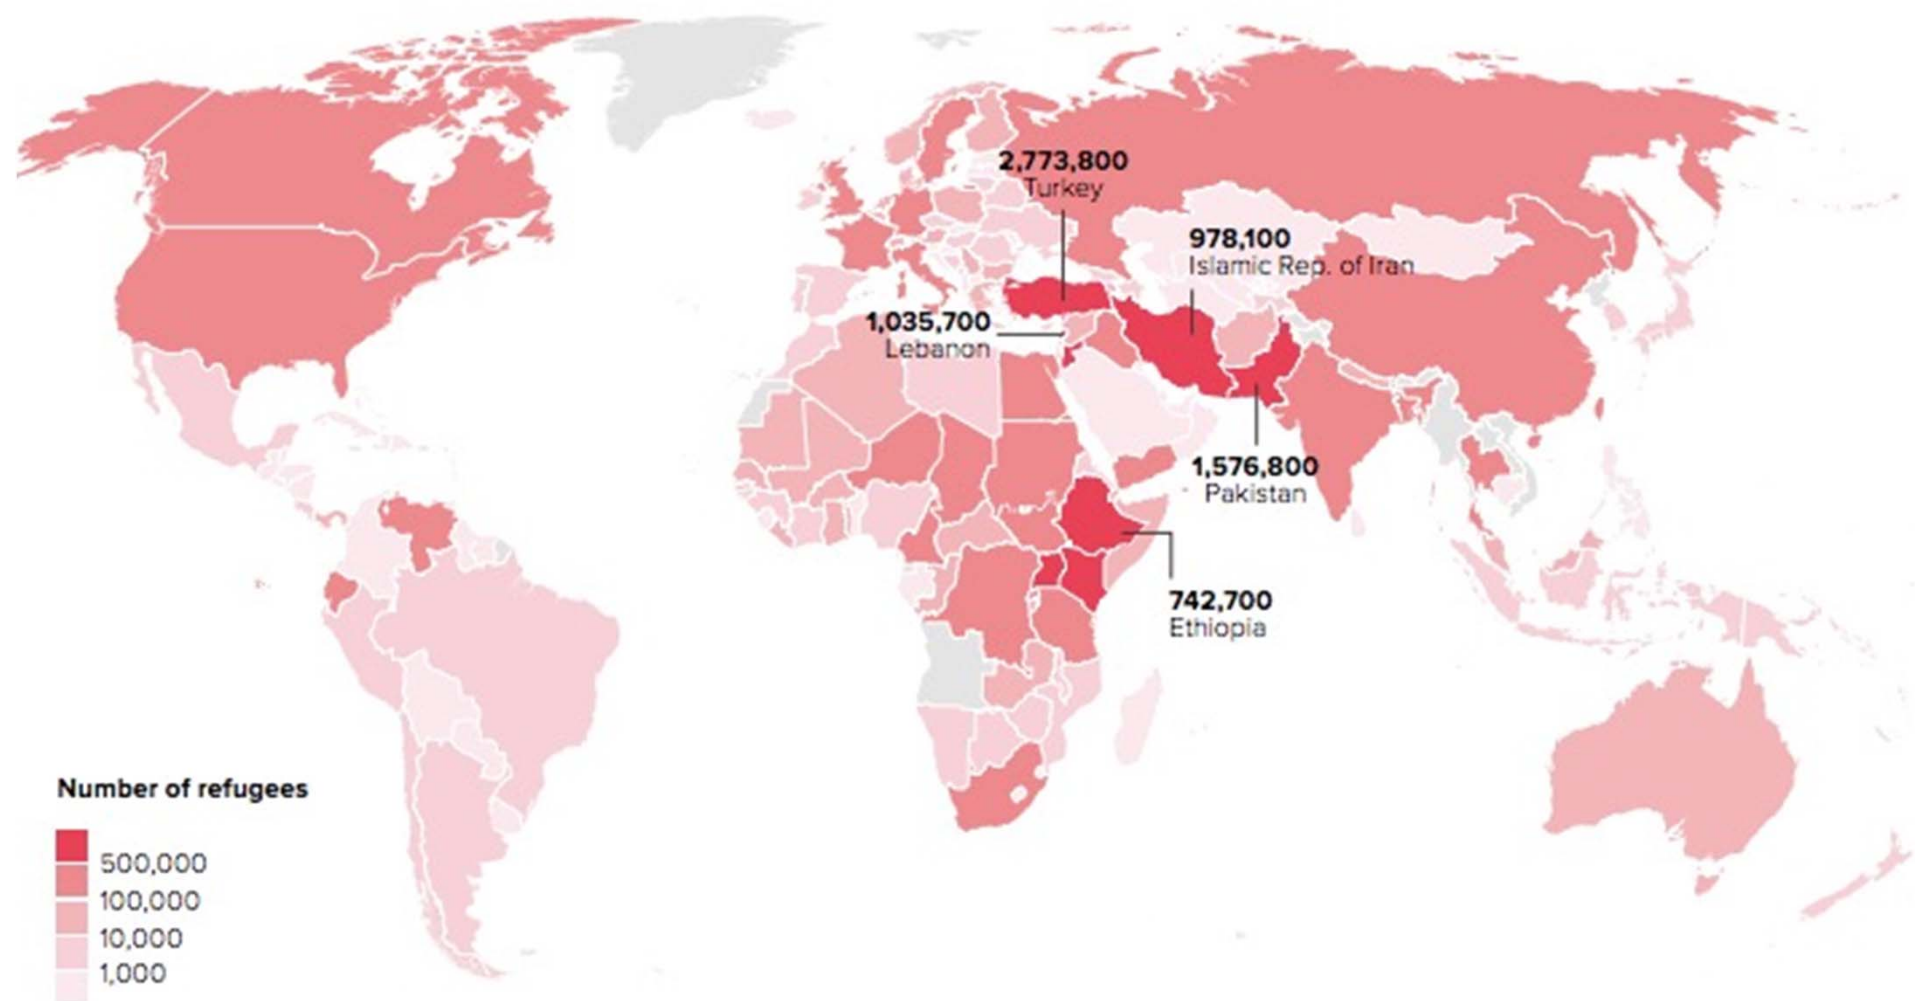 2,773,800
Turkey
978,100
Islamic Rep. of Iran
1,035,700
Lebanon
1,576,800
Pakistan
742,700
Ethiopia
Number of refugees
500,000
100,000
10,000
1,000